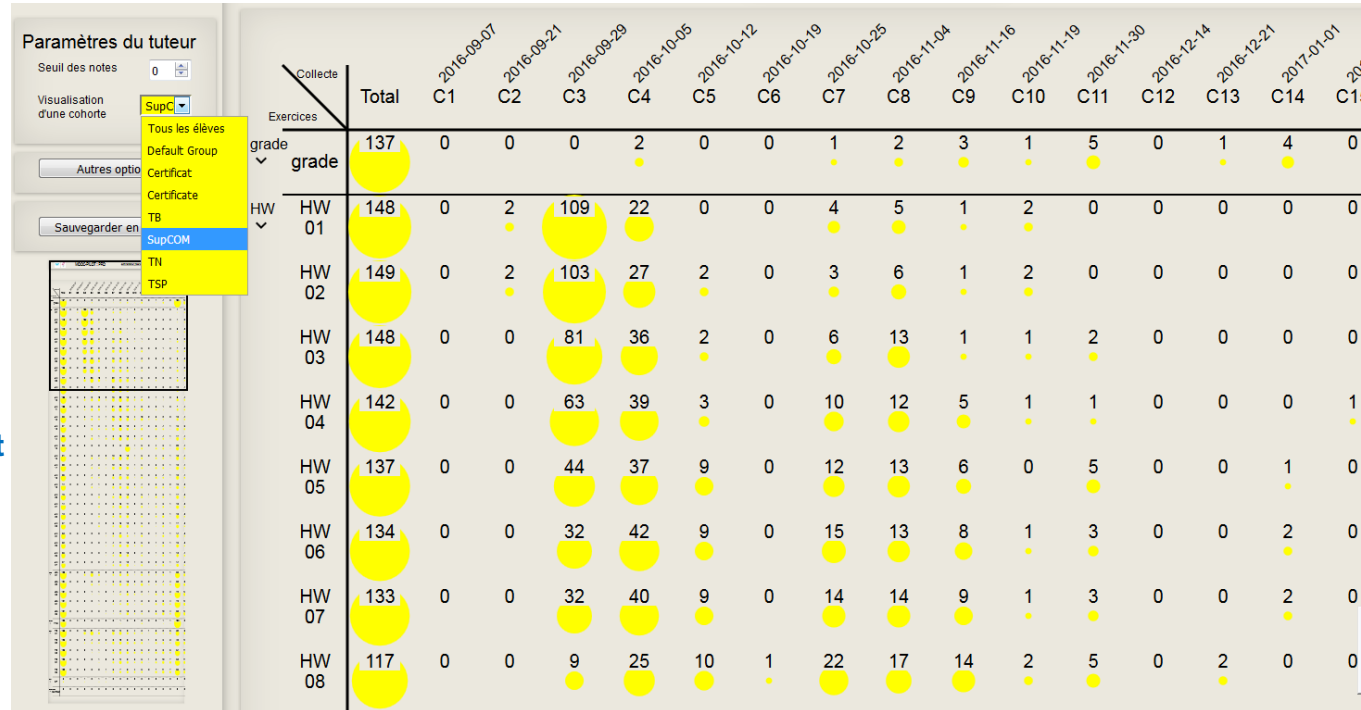 Paramètres du tuteur
Seuil des notes 0
Visualisation
d'une cohorte
SupC
Tous les élèves
Default Group
Certificat
Certificate
TB
SupCOM
TN
TSP
Autres optio
Sauvegarder en
t
Collecte
Exercices
2016-09-07 2016-09-21 2016-09-29 2016-10-05 2016-10-12 2016-10-19 2016-10-25 2016-11-04 2016-11-16 2016-11-19 2016-11-30 2016-12-14 2016-12-21 2017-01-01
Total C1 C2 C3 C4 C5 C6 C7 C8 C9 C10 C11 C12 C13 C14 C1
grade
grade 137 0 0 0 2 0 0 1 2 3 1 5 0 1 4 0
HW
HW 148 0 2 109 22 0 0 4 5 1 2 0 0 0 0 0
01
HW 149 0 2 103 27 2 0 3 6 1 2 0 0 0 0 0
02
HW 148 0 0 81 36 2 0 6 13 1 1 2 0 0 0 0
03
HW 142 0 0 63 39 3 0 10 12 5 1 1 0 0 0 1
04
HW 137 0 0 44 37 9 0 12 13 6 0 5 0 0 1 0
05
HW 134 0 0 32 42 9 0 15 13 8 1 3 0 0 2 0
06
HW 133 0 0 32 40 9 0 14 14 9 1 3 0 0 2 0
07
HW 117 0 0 9 25 10 1 22 17 14 2 5 0 2 0 0
08